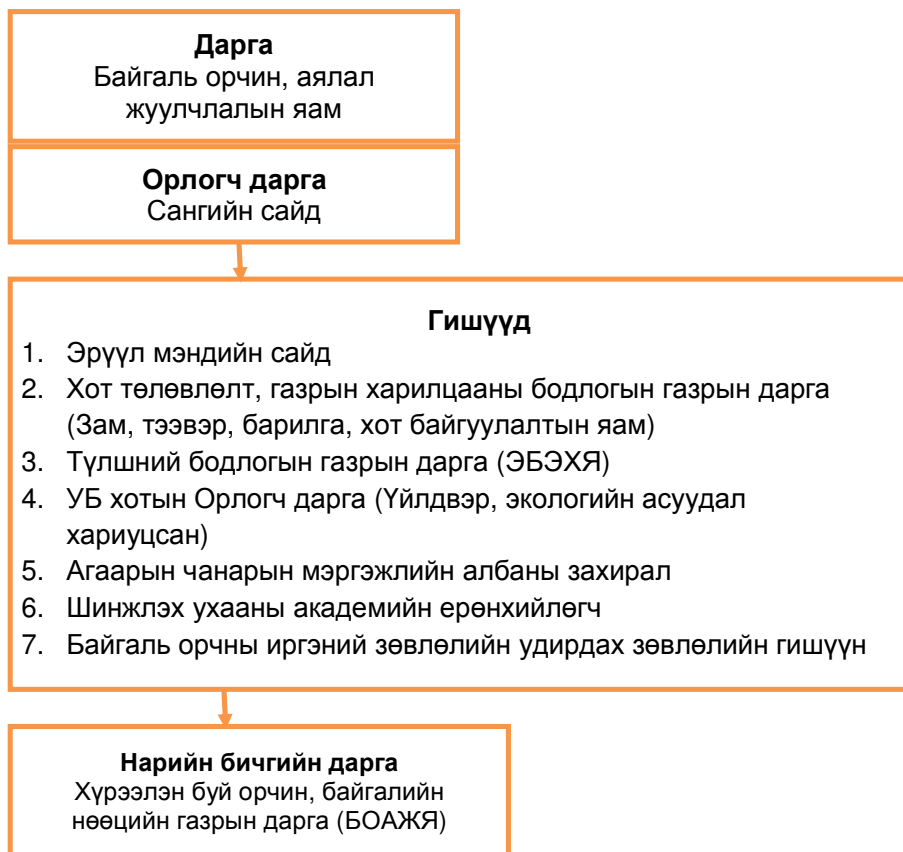 Дарга
Байгаль орчин, аялал
жуулчлалын яам
Орлогч дарга
Сангийн сайд
Гишүүд
1. Эрүүл мэндийн сайд
2. Хот төлөвлөлт, газрын харилцааны бодлогын газрын дарга
(Зам, тээвэр, барилга, хот байгуулалтын яам)
3. Түлшний бодлогын газрын дарга (ЭБЭХЯ)
4. УБ хотын Орлогч дарга (Үйлдвэр, экологийн асуудал
хариуцсан)
5. Агаарын чанарын мэргэжлийн албаны захирал
6. Шинжлэх ухааны академийн ерөнхийлөгч
7. Байгаль орчны иргэний зөвлөлийн удирдах зөвлөлийн гишүүн
Нарийн бичгийн дарга
Хүрээлэн буй орчин, байгалийн
нөөцийн газрын дарга (БОАЖЯ)